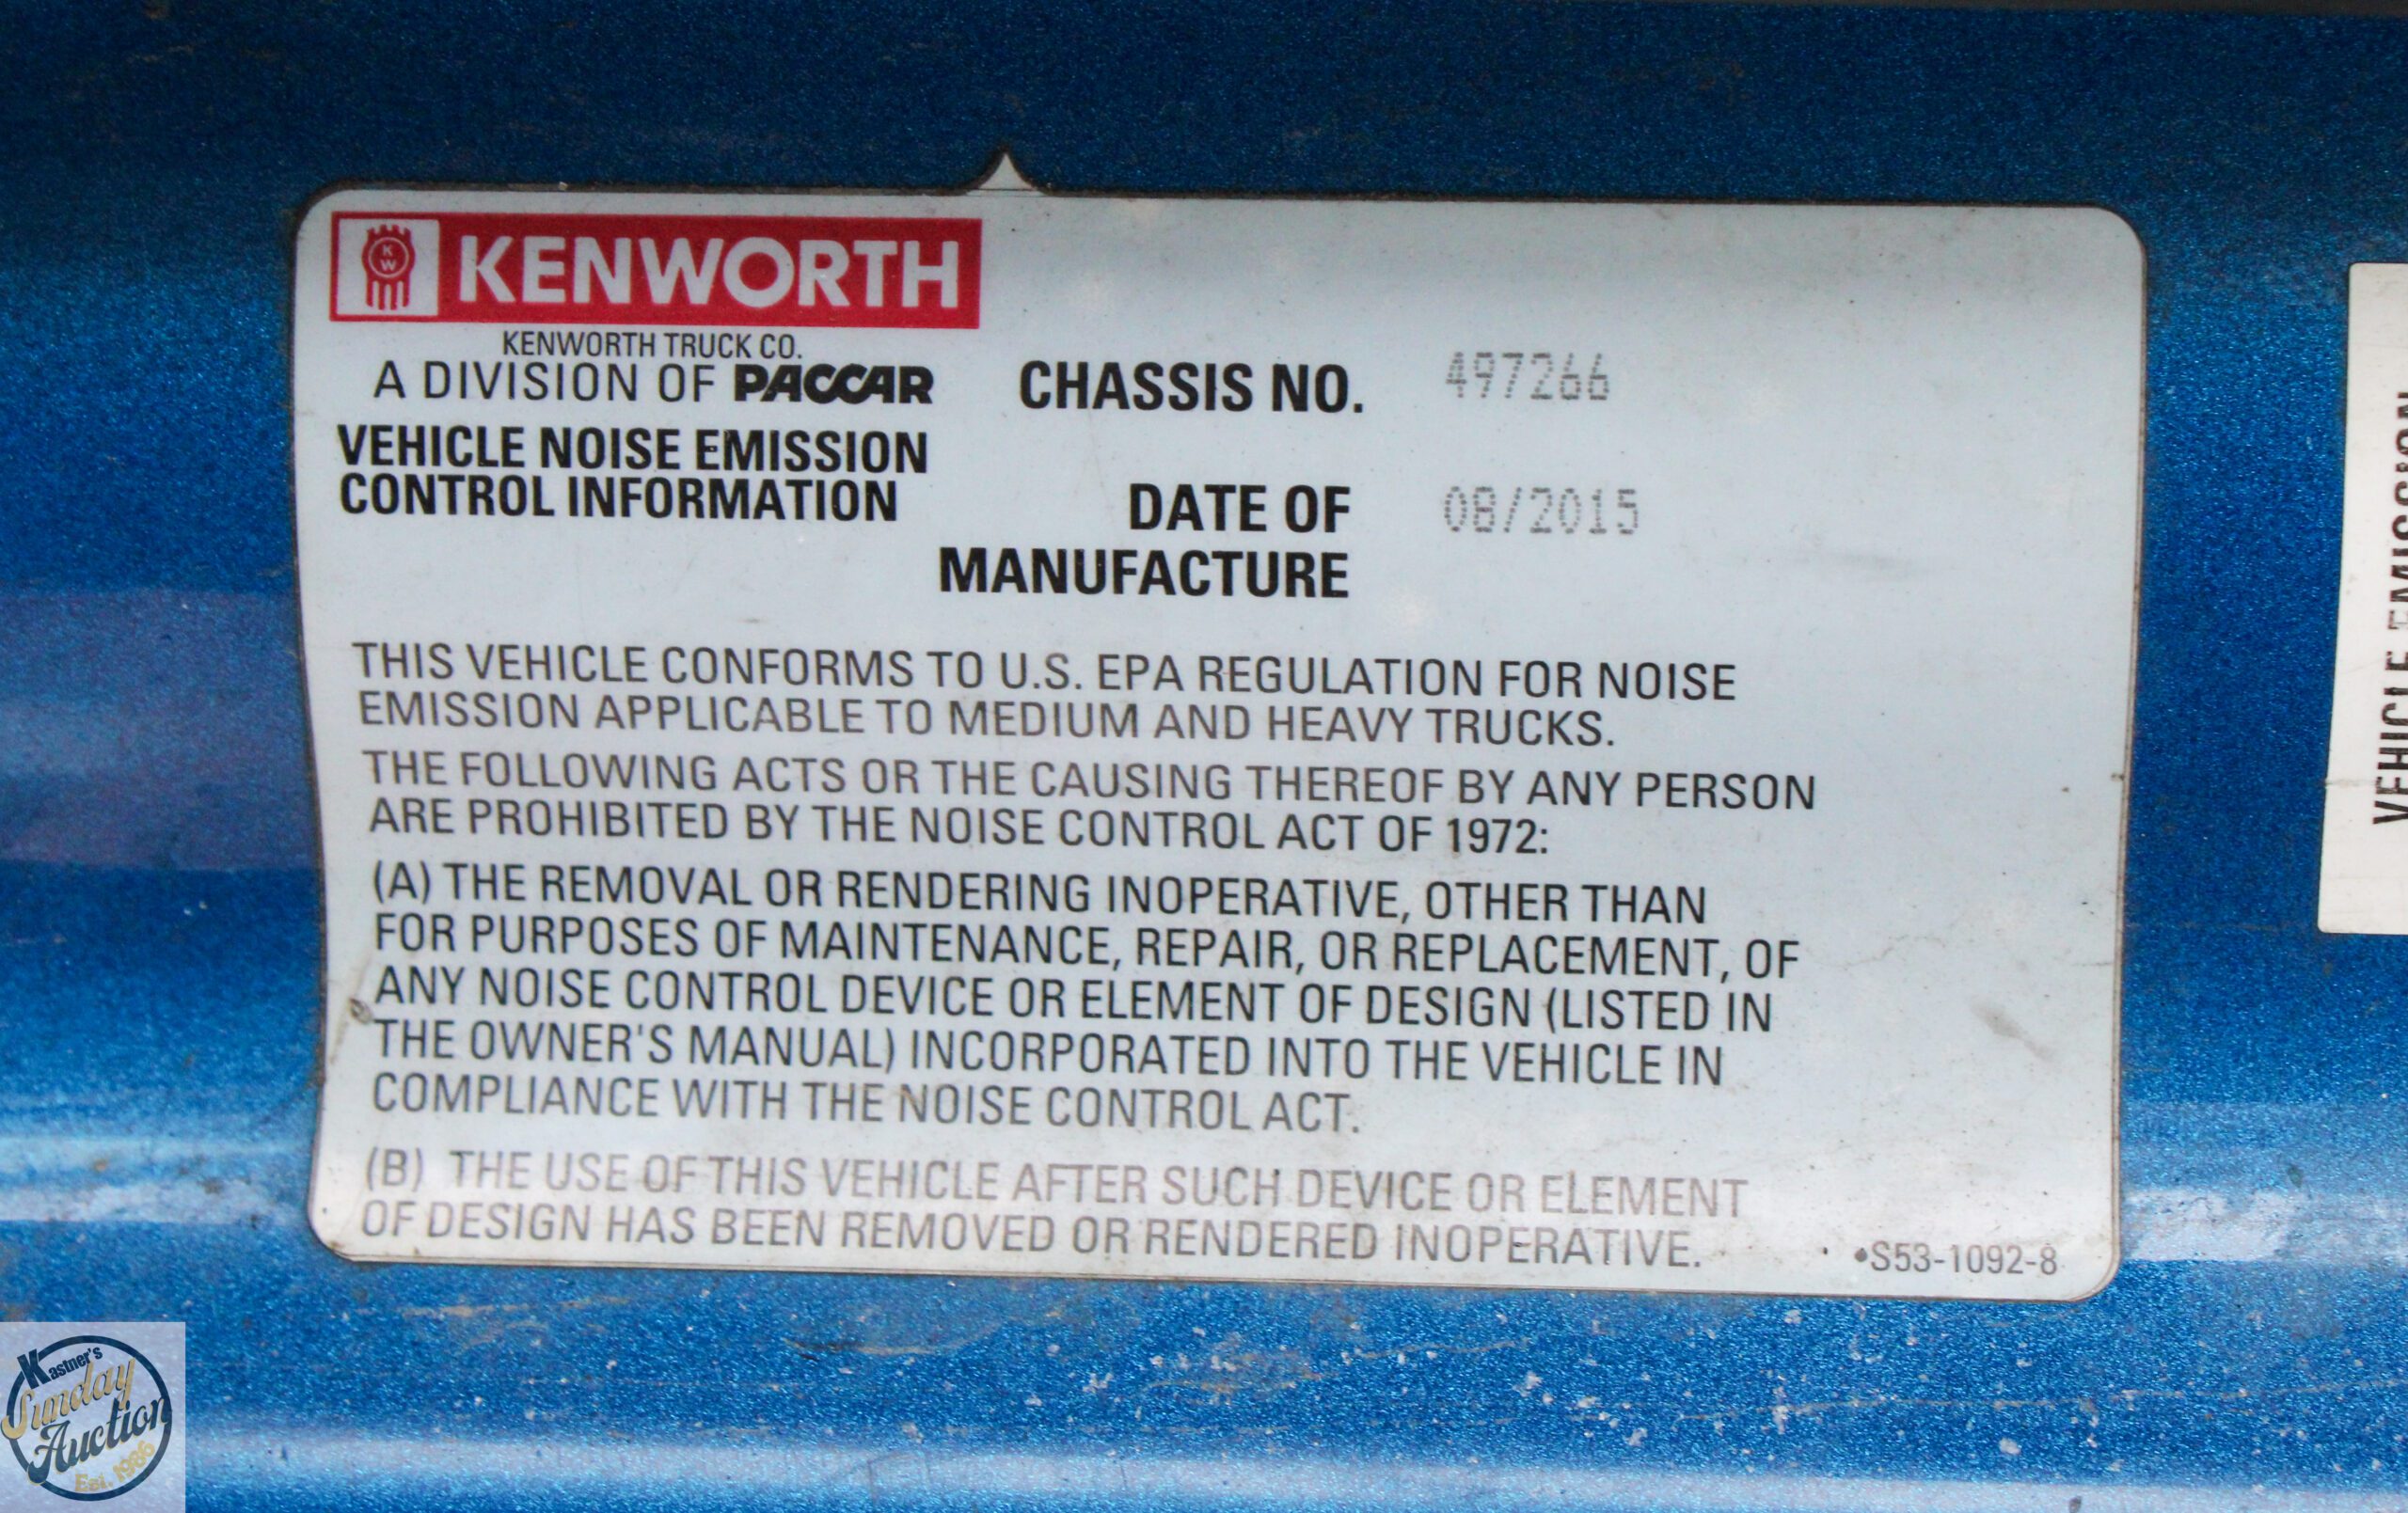 KW KENWORTH
KENWORTH TRUCK CO.
A DIVISION OF PACCAR
VEHICLE NOISE EMISSION
CONTROL INFORMATION
CHASSIS NO. 497266
DATE OF 08/2015
MANUFACTURE
THIS VEHICLE CONFORMS TO U.S. EPA REGULATION FOR NOISE
EMISSION APPLICABLE TO MEDIUM AND HEAVY TRUCKS.
THE FOLLOWING ACTS OR THE CAUSING THEREOF BY ANY PERSON
ARE PROHIBITED BY THE NOISE CONTROL ACT OF 1972:
(A) THE REMOVAL OR RENDERING INOPERATIVE, OTHER THAN
FOR PURPOSES OF MAINTENANCE, REPAIR, OR REPLACEMENT, OF
ANY NOISE CONTROL DEVICE OR ELEMENT OF DESIGN (LISTED IN
THE OWNER'S MANUAL) INCORPORATED INTO THE VEHICLE IN
COMPLIANCE WITH THE NOISE CONTROL ACT.
(B) THE USE OF THIS VEHICLE AFTER SUCH DEVICE OR ELEMENT
OF DESIGN HAS BEEN REMOVED OR RENDERED INOPERATIVE.
•S53-1092-8
VEHICLE EMISSION
Kastner's
Sunday
Auction
Est. 1986